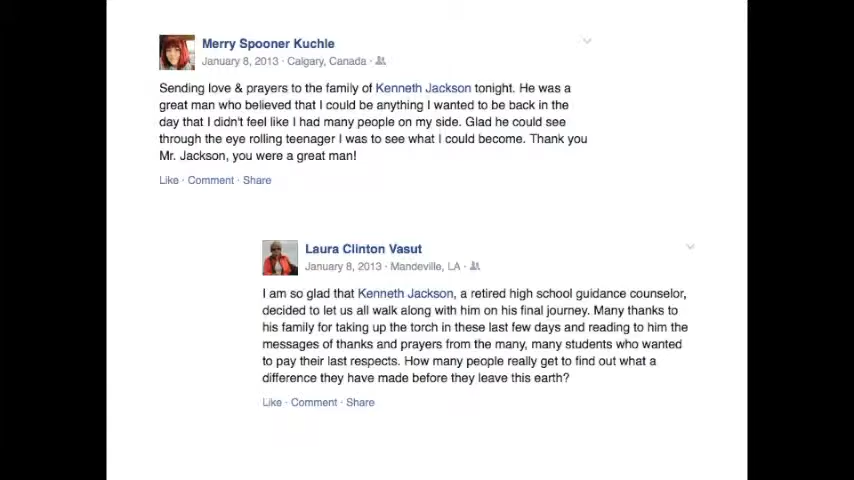 Merry Spooner Kuchle
January 8, 2013 · Calgary, Canada ·
Sending love & prayers to the family of Kenneth Jackson tonight. He was a
great man who believed that I could be anything I wanted to be back in the
day that I didn't feel like I had many people on my side. Glad he could see
through the eye rolling teenager I was to see what I could become. Thank you
Mr. Jackson, you were a great man!
Like · Comment · Share
Laura Clinton Vasut
January 8, 2013 · Mandeville, LA ·
I am so glad that Kenneth Jackson, a retired high school guidance counselor,
decided to let us all walk along with him on his final journey. Many thanks to
his family for taking up the torch in these last few days and reading to him the
messages of thanks and prayers from the many, many students who wanted
to pay their last respects. How many people really get to find out what a
difference they have made before they leave this earth?
Like · Comment · Share